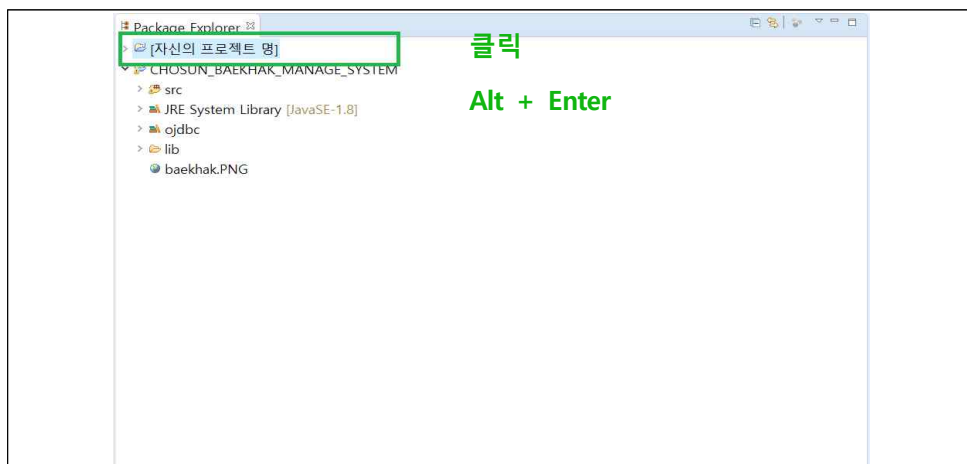 Package Explorer
[자신의 프로젝트 명]
클릭
CHOSUN_BAEKHAK_MANAGE_SYSTEM
src
Alt + Enter
JRE System Library [JavaSE-1.8]
ojdbc
lib
baekhak.PNG